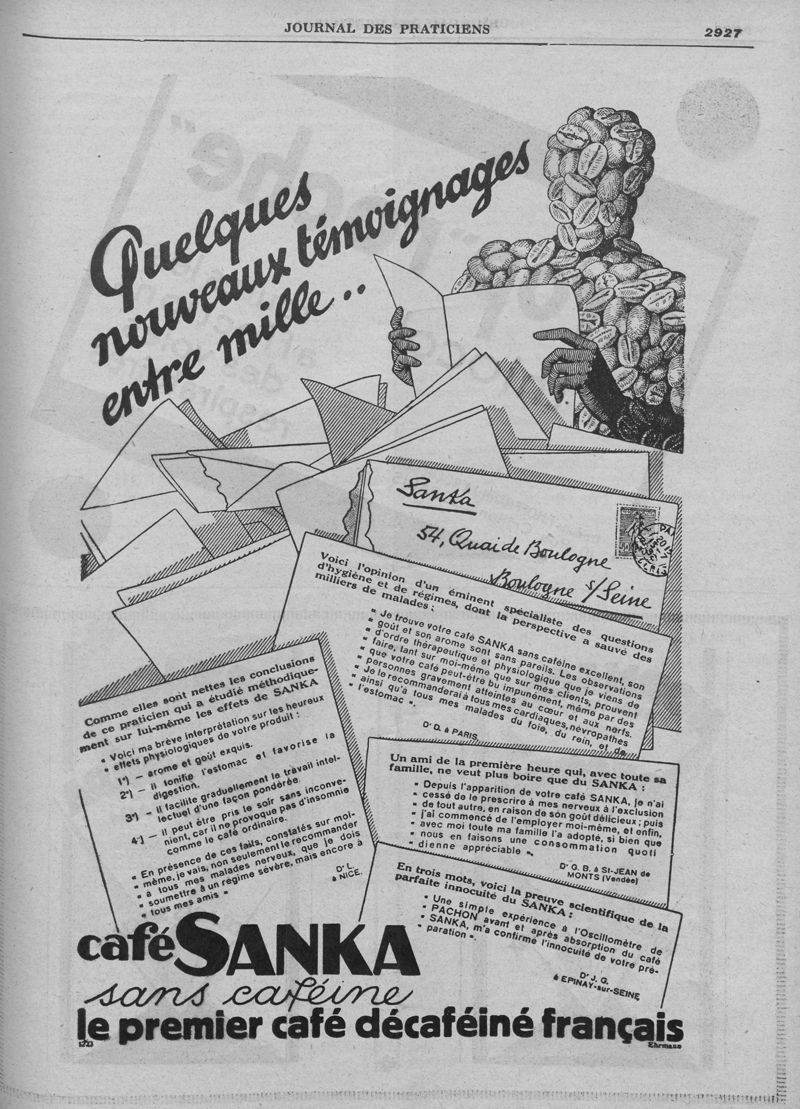 JOURNAL DES PRATICIENS
2927
Quelques
nouveaux témoignages
entre mille..
Sanka
54, Quai de Boulogne
Boulogne s/Seine
Voici l'opinion d'un éminent spécialiste des questions
d'hygiène et de régimes, dont la perspective a sauvé des
milliers de malades :
« Je trouve votre café SANKA sans caféine excellent, son
« goût et son arome sont sans pareils. Les observations
« d'ordre thérapeutique et physiologique que je viens de
« faire, tant sur moi-même que sur mes clients, prouvent
« que votre café peut-être bu impunément, même par des
« personnes gravement atteintes au cœur et aux nerfs.
« Je le recommanderai à tous mes cardiaques, névropathes
« ainsi qu'à tous mes malades du foie, du rein, et de
« l'estomac ».
Dr D. à PARIS.
Comme elles sont nettes les conclusions
de ce praticien qui a étudié méthodique-
ment sur lui-même les effets de SANKA
« Voici ma brève interprétation sur les heureux
« effets physiologiques de votre produit :
1°) — arome et goût exquis.
2°) — Il tonifie l'estomac et favorise la
digestion.
3°) — Il facilite graduellement le travail intel-
lectuel d'une façon pondérée.
4°) — Il peut être pris le soir sans inconvé-
nient, car il ne provoque pas d'insomnie
comme le café ordinaire.
« En présence de ces faits, constatés sur moi-
« même, je vais, non seulement le recommander
« à tous mes malades nerveux, que je dois
« soumettre à un régime sévère, mais encore à
« tous mes amis »
Dr L.
à NICE.
Un ami de la première heure qui, avec toute sa
famille, ne veut plus boire que du SANKA :
« Depuis l'apparition de votre café SANKA, je n'ai
« cessé de le prescrire à mes nerveux à l'exclusion
« de tout autre, en raison de son goût délicieux ; puis
« j'ai commencé de l'employer moi-même, et enfin,
« avec moi toute ma famille l'a adopté, si bien que
« nous en faisons une consommation quoti
« dienne appréciable ».
Dr G. B. à St-JEAN de
MONTS (Vendée)
En trois mots, voici la preuve scientifique de la
parfaite innocuité du SANKA :
« Une simple expérience à l'Oscillomètre de
« PACHON avant et après absorption du café
« SANKA, m'a confirmé l'innocuité de votre pré-
« paration ».
Dr J. G.
à EPINAY-sur-SEINE
café SANKA
sans caféine
le premier café décaféiné français
Ehrmann